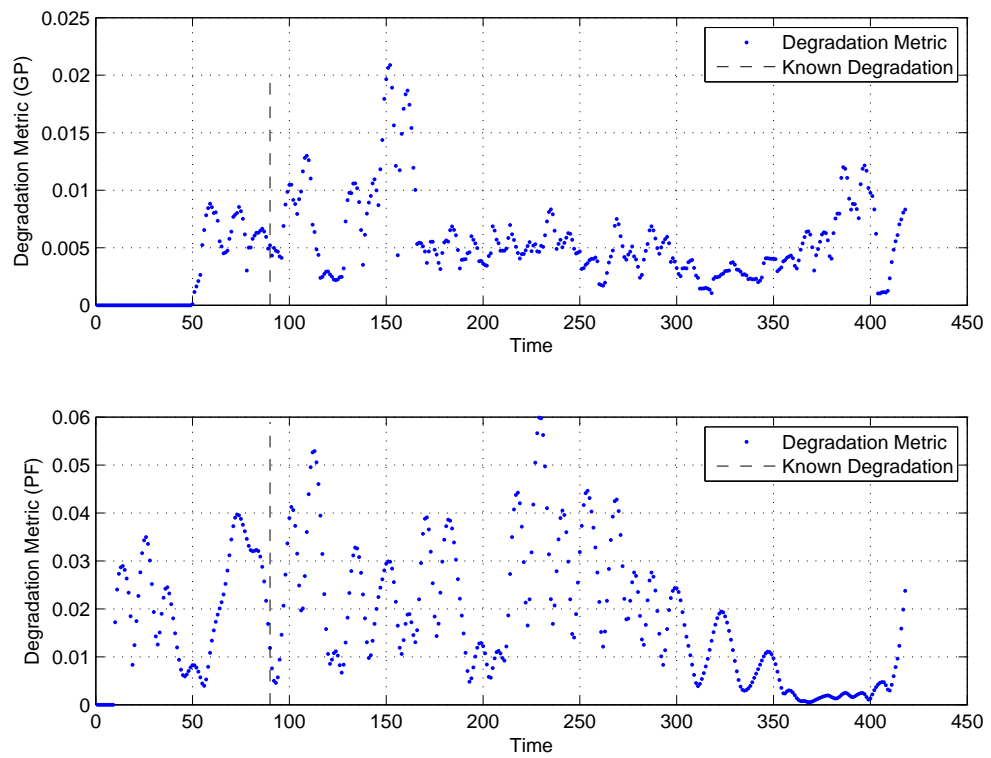 0.025
0.02
0.015
0.01
0.005
0
Degradation Metric (GP)
Degradation Metric
Known Degradation
0 50 100 150 200 250 300 350 400 450
Time
0.06
0.05
0.04
0.03
0.02
0.01
0
Degradation Metric (PF)
Degradation Metric
Known Degradation
0 50 100 150 200 250 300 350 400 450
Time